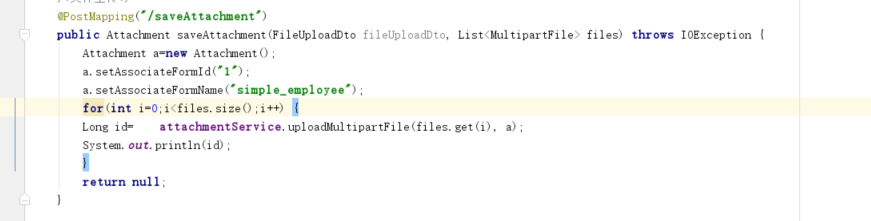 @PostMapping("/saveAttachment")
public Attachment saveAttachment(FileUploadDto fileUploadDto, List<MultipartFile> files) throws IOException {
Attachment a=new Attachment();
a.setAssociateFormId("1");
a.setAssociateFormName("simple_employee");
for(int i=0;i<files.size();i++) {
Long id=    attachmentService.uploadMultipartFile(files.get(i), a);
System.out.println(id);
}
return null;
}